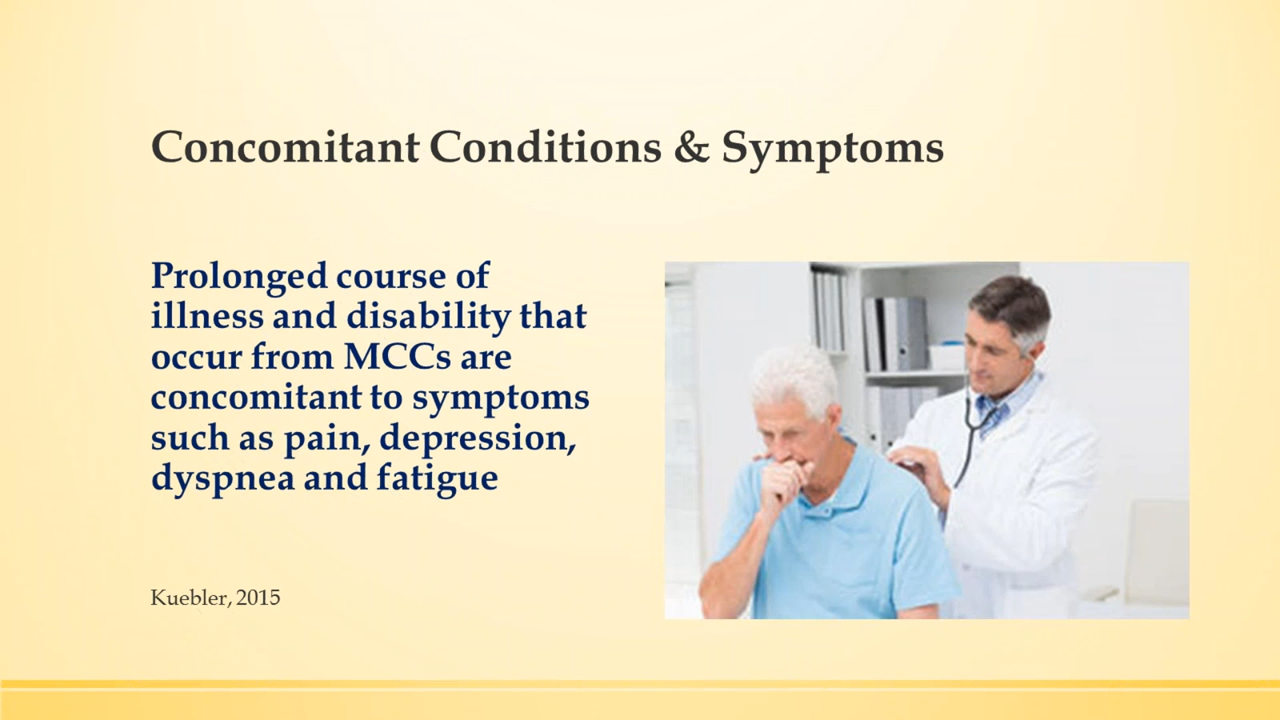 Concomitant Conditions & Symptoms
Prolonged course of
illness and disability that
occur from MCCs are
concomitant to symptoms
such as pain, depression,
dyspnea and fatigue
Kuebler, 2015